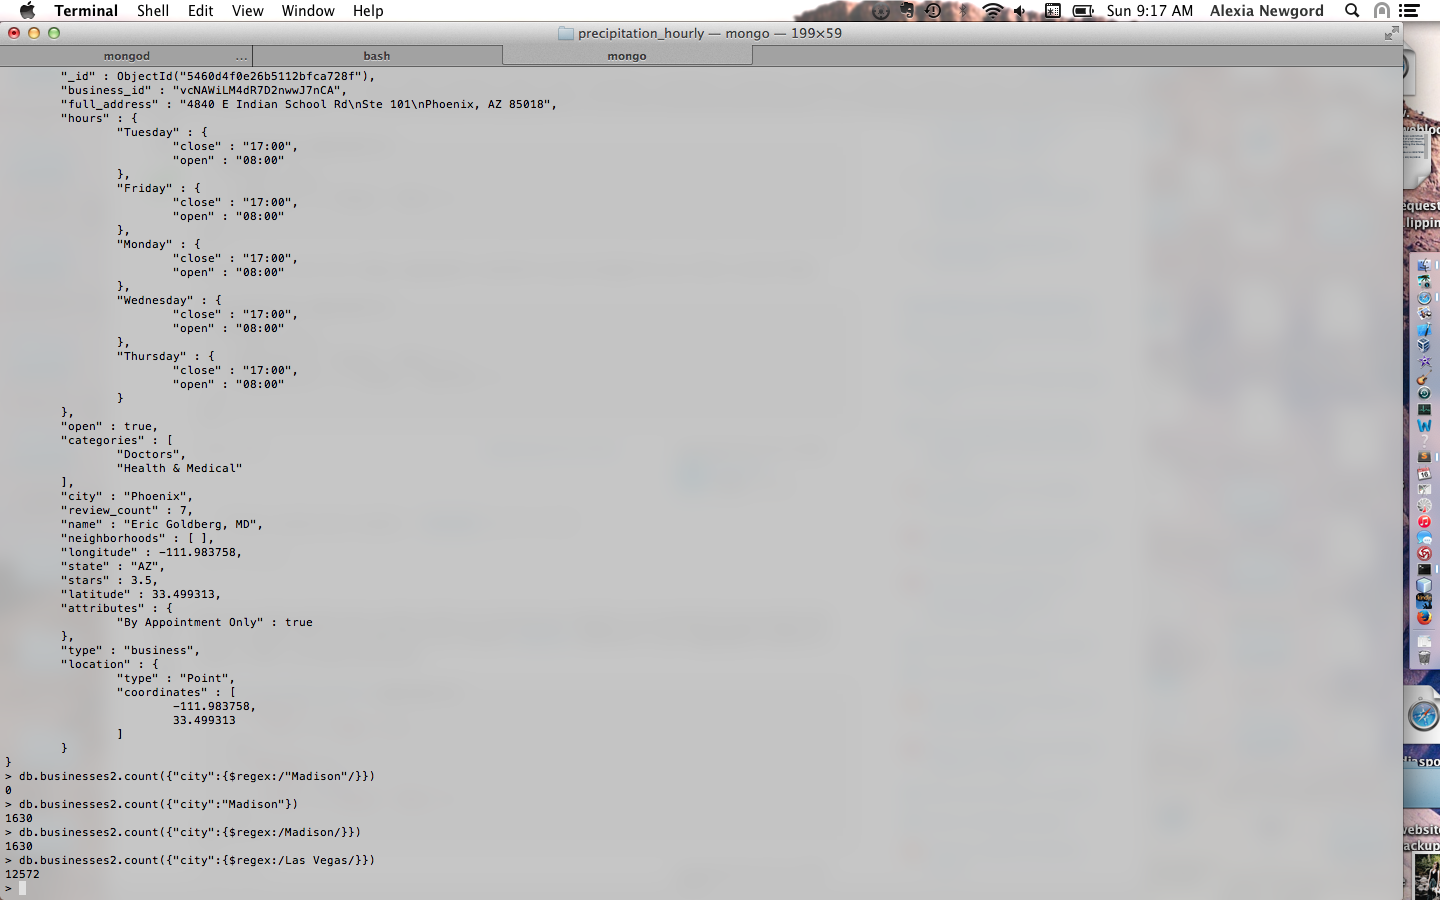 Terminal Shell Edit View Window Help Sun 9:17 AM Alexia Newgord
precipitation_hourly — mongo — 199×59
mongod ... bash mongo
"_id" : ObjectId("5460d4f0e26b5112bfca728f"),
"business_id" : "vcNAWiLM4dR7D2nwwJ7nCA",
"full_address" : "4840 E Indian School Rd\nSte 101\nPhoenix, AZ 85018",
"hours" : {
"Tuesday" : {
"close" : "17:00",
"open" : "08:00"
},
"Friday" : {
"close" : "17:00",
"open" : "08:00"
},
"Monday" : {
"close" : "17:00",
"open" : "08:00"
},
"Wednesday" : {
"close" : "17:00",
"open" : "08:00"
},
"Thursday" : {
"close" : "17:00",
"open" : "08:00"
}
},
"open" : true,
"categories" : [
"Doctors",
"Health & Medical"
],
"city" : "Phoenix",
"review_count" : 7,
"name" : "Eric Goldberg, MD",
"neighborhoods" : [ ],
"longitude" : -111.983758,
"state" : "AZ",
"stars" : 3.5,
"latitude" : 33.499313,
"attributes" : {
"By Appointment Only" : true
},
"type" : "business",
"location" : {
"type" : "Point",
"coordinates" : [
-111.983758,
33.499313
]
}
}
> db.businesses2.count({"city":{$regex:/"Madison"/}})
0
> db.businesses2.count({"city":"Madison"})
1630
> db.businesses2.count({"city":{$regex:/Madison/}})
1630
> db.businesses2.count({"city":{$regex:/Las Vegas/}})
12572
>